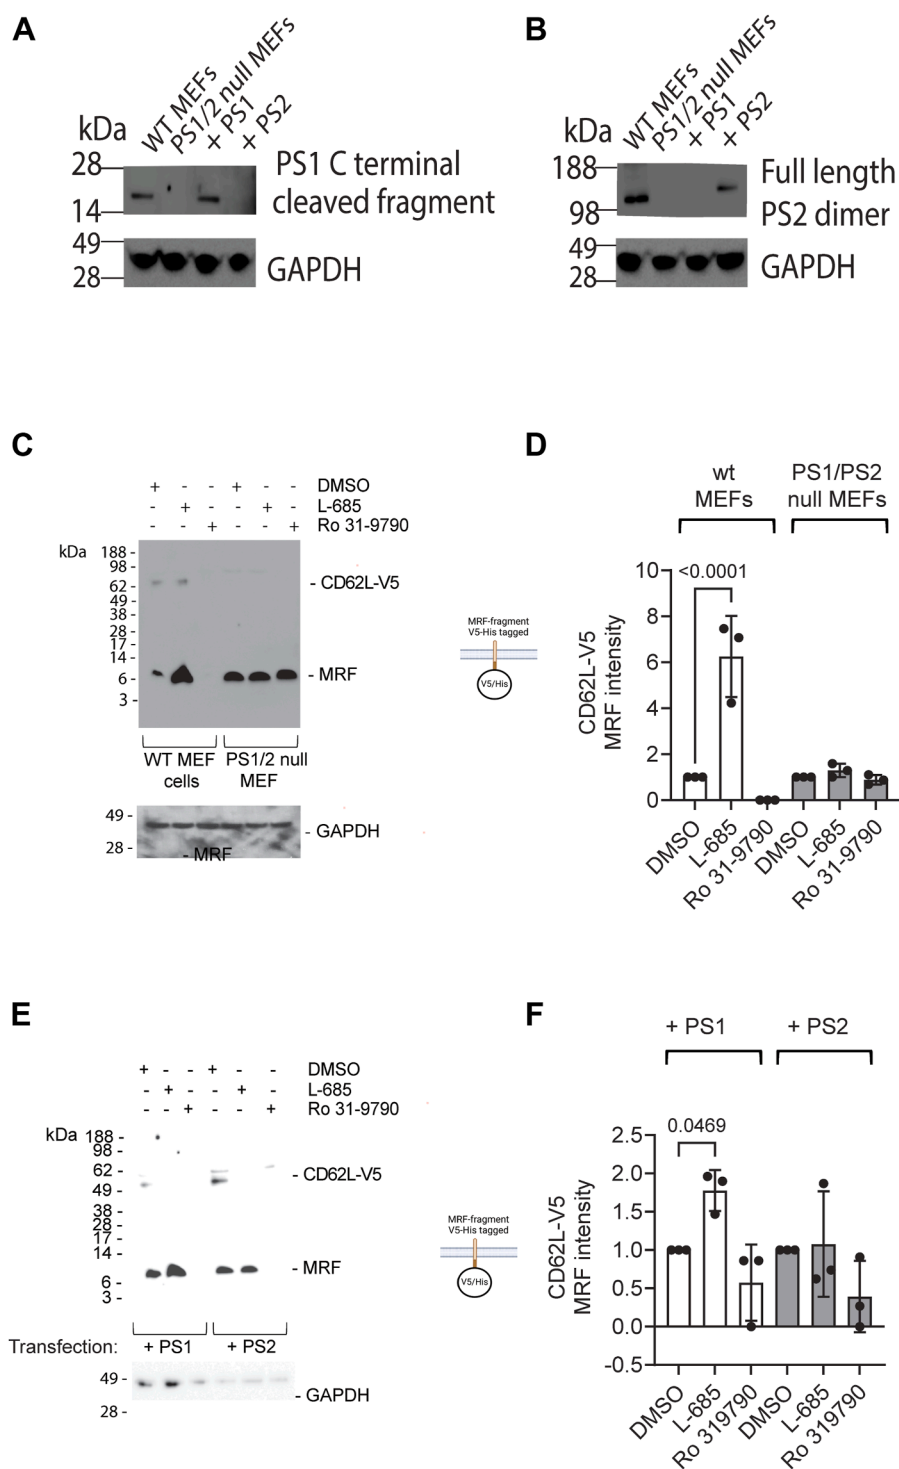 A
kDa
WT MEFs
PS1/2 null MEFs
+ PS1
+ PS2
28
14
PS1 C terminal
cleaved fragment
49
28
GAPDH
B
kDa
WT MEFs
PS1/2 null MEFs
+ PS1
+ PS2
188
98
Full length
PS2 dimer
49
28
GAPDH
C
+ - - + - - DMSO
- + - - + - L-685
- - + - - + Ro 31-9790
kDa
188 -
98 -
62 -
49 -
38 -
28 -
17 -
14 -
6 -
3 -
- CD62L-V5
- MRF
WT MEF
cells
PS1/2 null
MEF
49 -
28 -
- GAPDH
- MRF
MRF-fragment
V5-His tagged
V5/His
D
wt
MEFs
PS1/PS2
null MEFs
<0.0001
CD62L-V5
MRF intensity
10
8
6
4
2
0
DMSO
L-685
Ro 31-9790
DMSO
L-685
Ro 31-9790
E
+ - - + - - DMSO
- + - - + - L-685
- - + - - + Ro 31-9790
kDa
188 -
98 -
62 -
49 -
38 -
28 -
17 -
14 -
6 -
3 -
- CD62L-V5
- MRF
Transfection:
+ PS1
+ PS2
49 -
28 -
- GAPDH
MRF-fragment
V5-His tagged
V5/His
F
+ PS1
+ PS2
0.0469
CD62L-V5
MRF intensity
2.5
2.0
1.5
1.0
0.5
0.0
-0.5
DMSO
L-685
Ro 319790
DMSO
L-685
Ro 319790